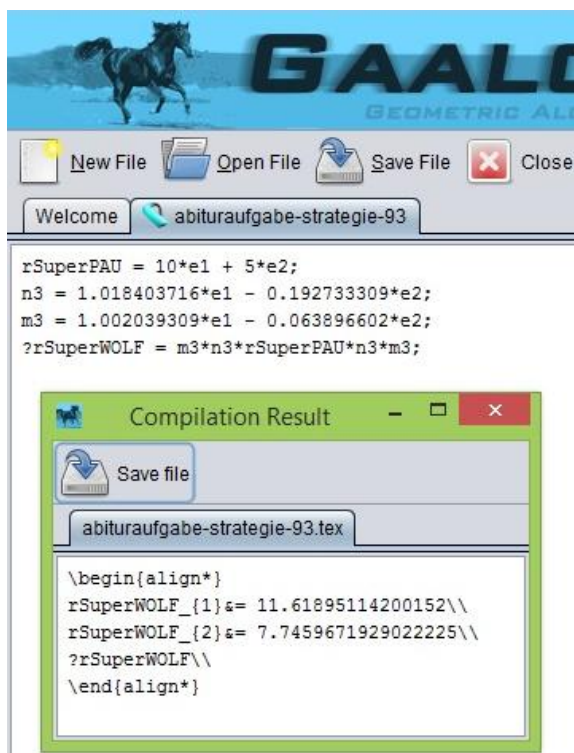 GAALO
GEOMETRIC AL
New File Open File Save File Close
Welcome abituraufgabe-strategie-93
rSuperPAU = 10*e1 + 5*e2;
n3 = 1.018403716*e1 - 0.192733309*e2;
m3 = 1.002039309*e1 - 0.063896602*e2;
?rSuperWOLF = m3*n3*rSuperPAU*n3*m3;
Compilation Result
Save file
abituraufgabe-strategie-93.tex
\begin{align*}
rSuperWOLF_{1}&= 11.61895114200152\\
rSuperWOLF_{2}&= 7.7459671929022225\\
?rSuperWOLF\\
\end{align*}